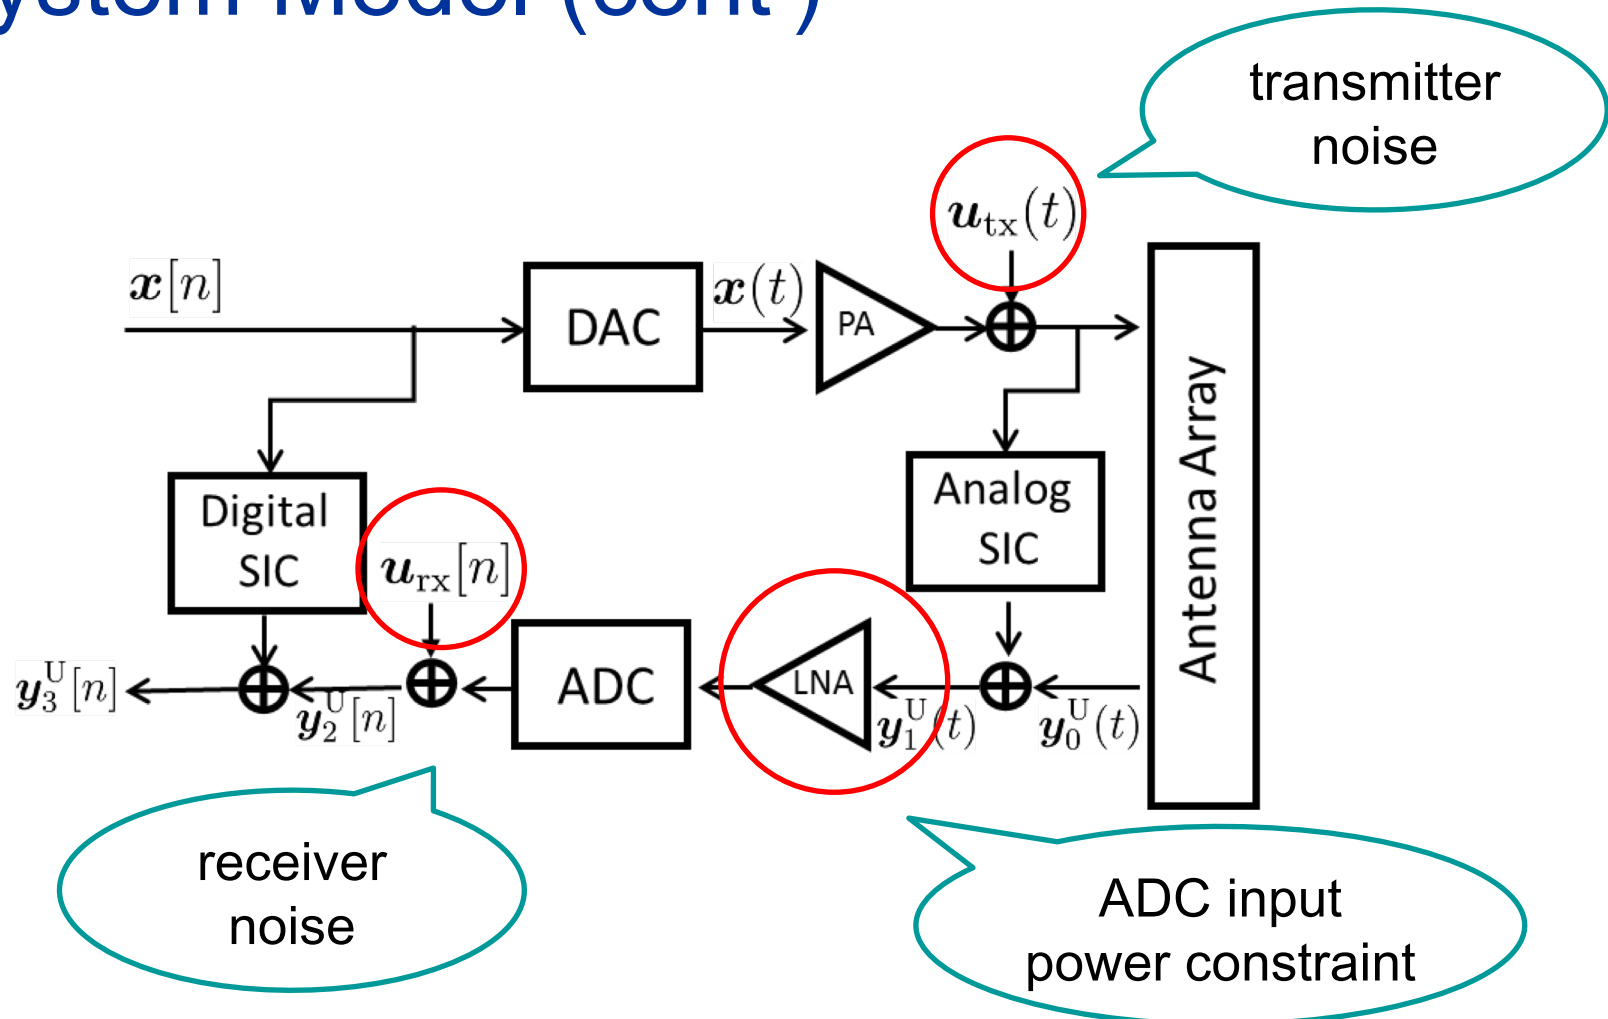 ystem Model (cont')
transmitter
noise
u_tx(t)
x[n]
DAC
x(t)
PA
Antenna Array
Digital
SIC
u_rx[n]
Analog
SIC
y_3^U[n]
y_2^U[n]
ADC
LNA
y_1^U(t)
y_0^U(t)
receiver
noise
ADC input
power constraint